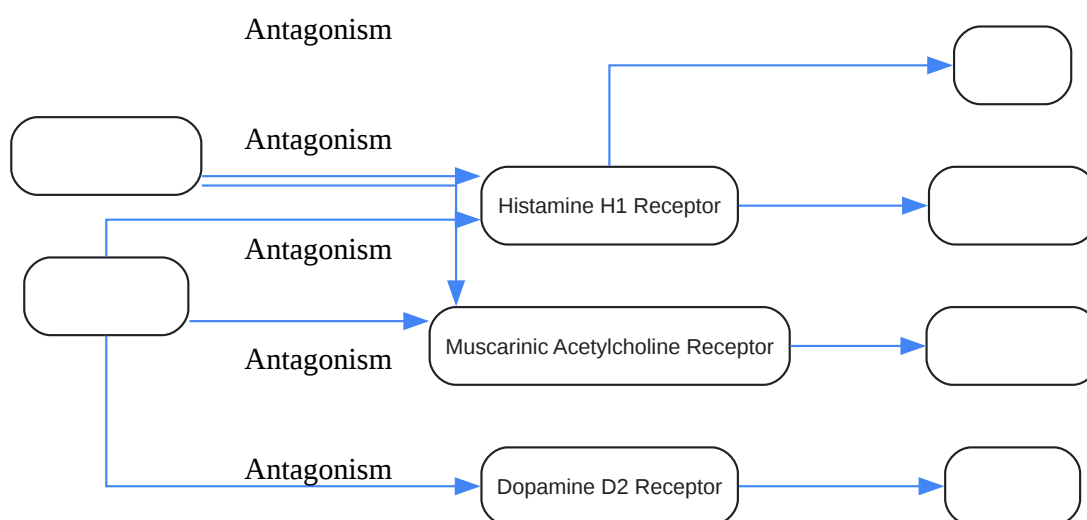 Antagonism
Antagonism
Histamine H1 Receptor
Antagonism
Muscarinic Acetylcholine Receptor
Antagonism
Antagonism
Dopamine D2 Receptor